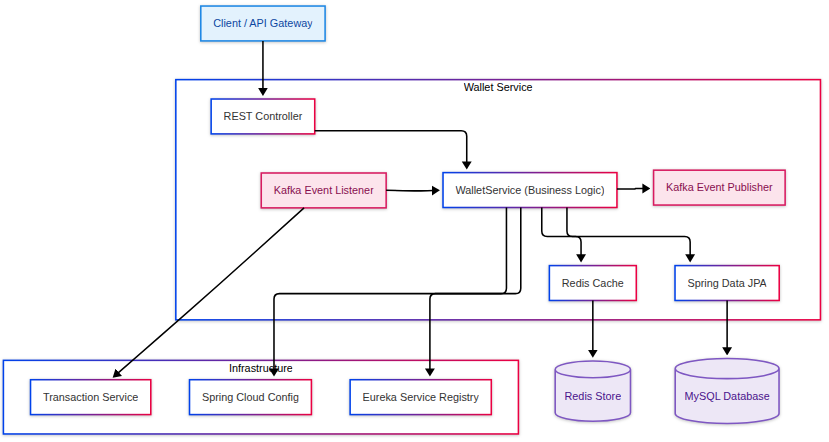 Client / API Gateway
Wallet Service
REST Controller
Kafka Event Listener
WalletService (Business Logic)
Kafka Event Publisher
Redis Cache
Spring Data JPA
Infrastructure
Transaction Service
Spring Cloud Config
Eureka Service Registry
Redis Store
MySQL Database